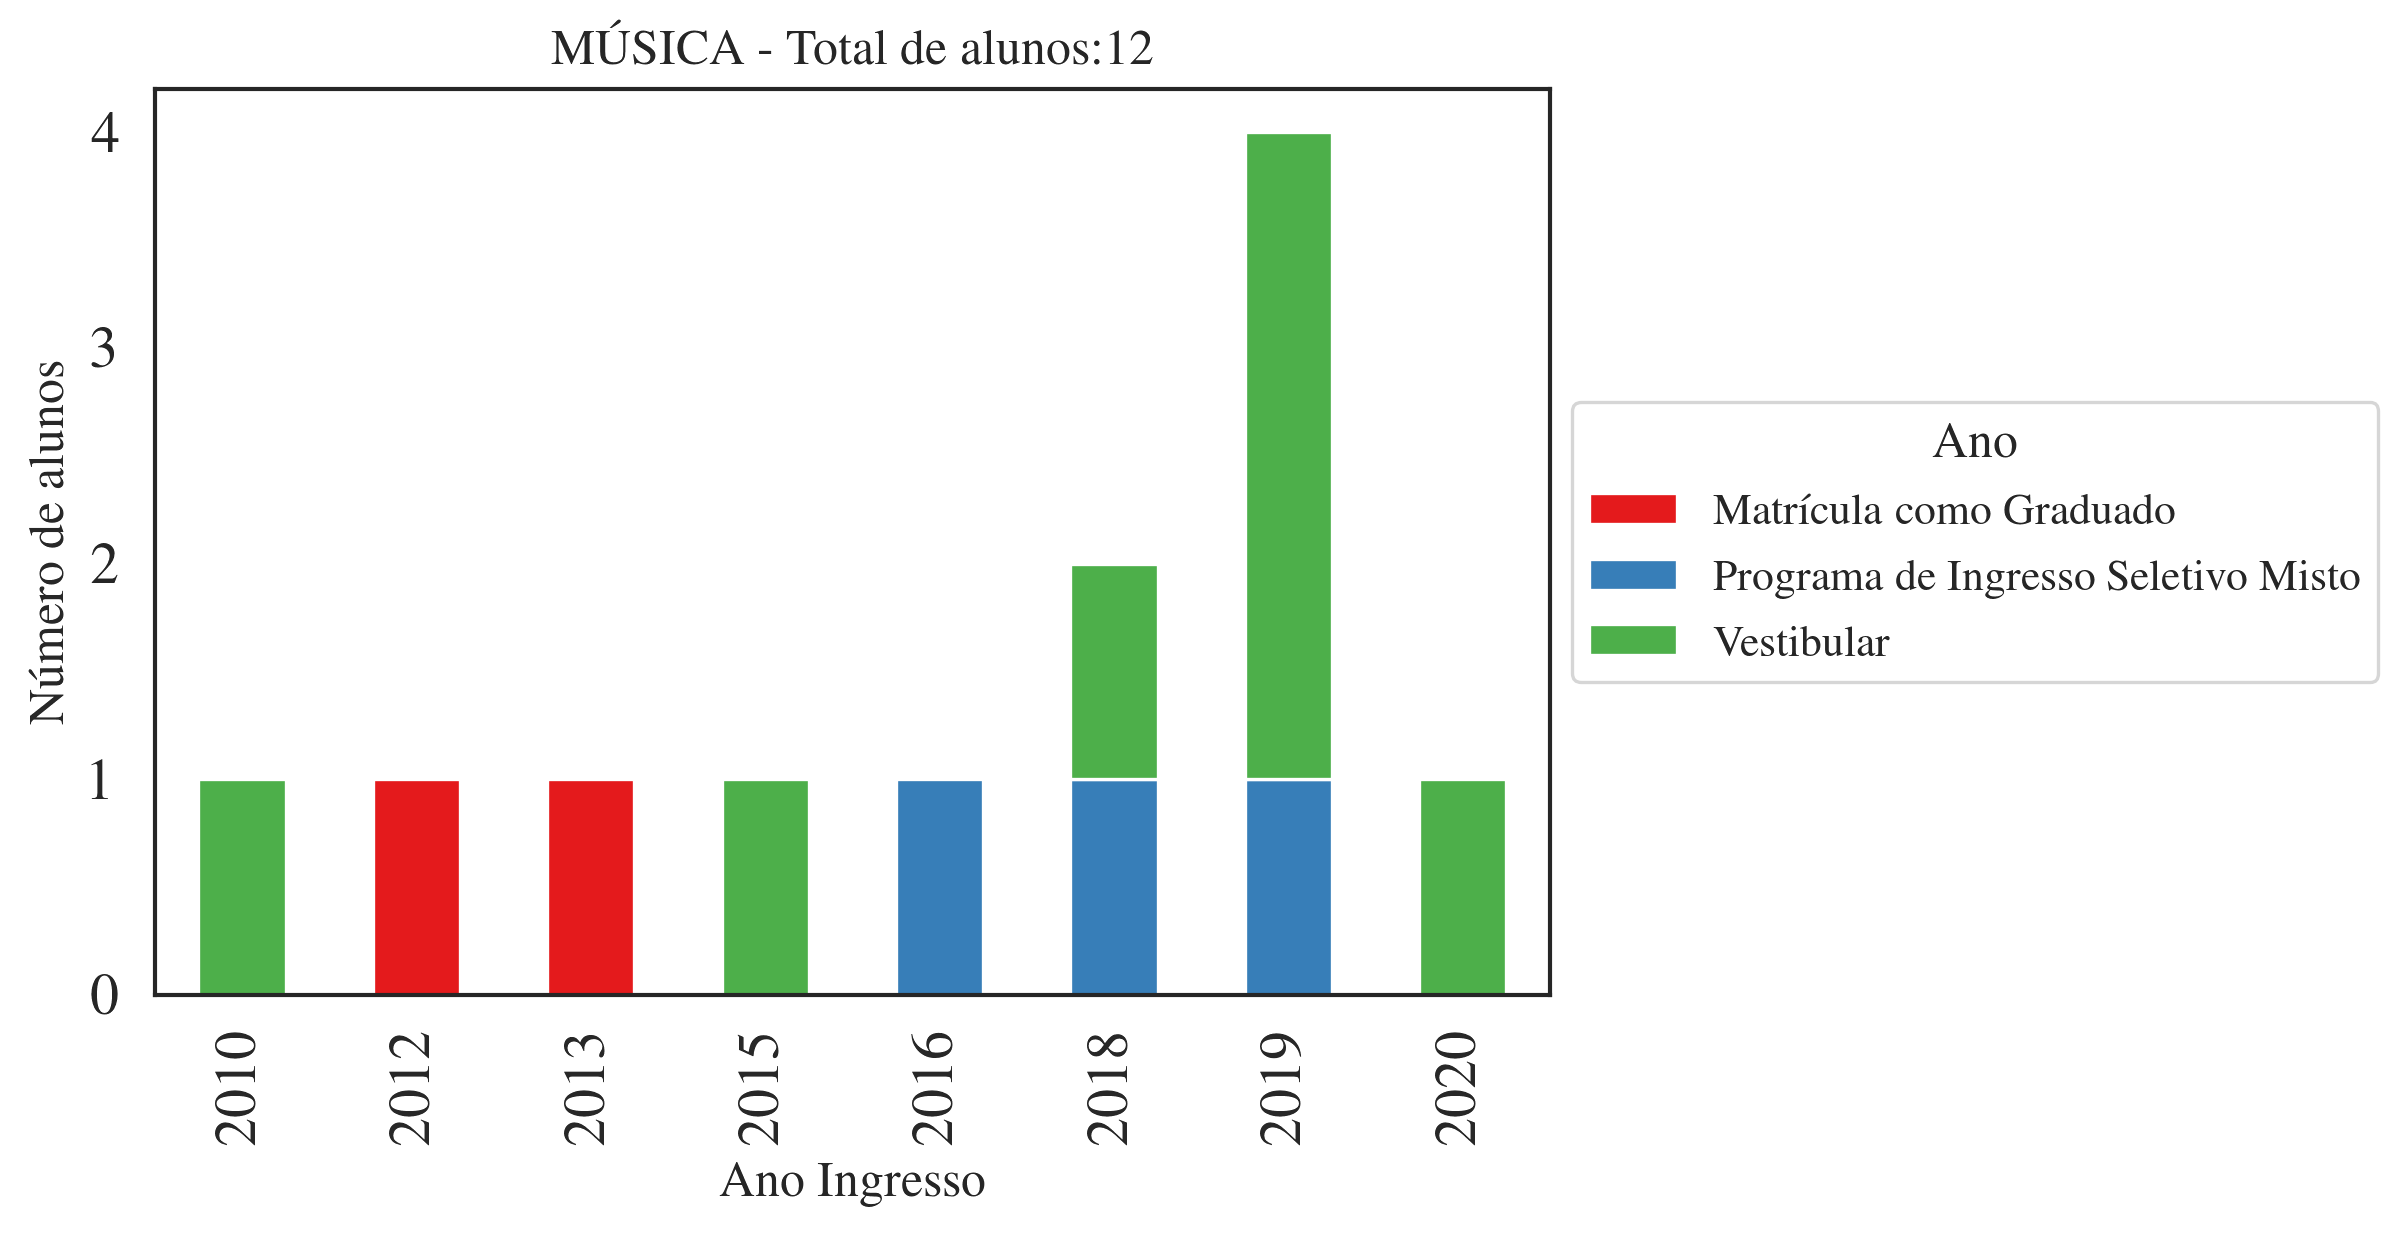 MÚSICA - Total de alunos:12
Número de alunos
4
3
2
1
0
2010
2012
2013
2015
2016
2018
2019
2020
Ano Ingresso
Ano
Matrícula como Graduado
Programa de Ingresso Seletivo Misto
Vestibular